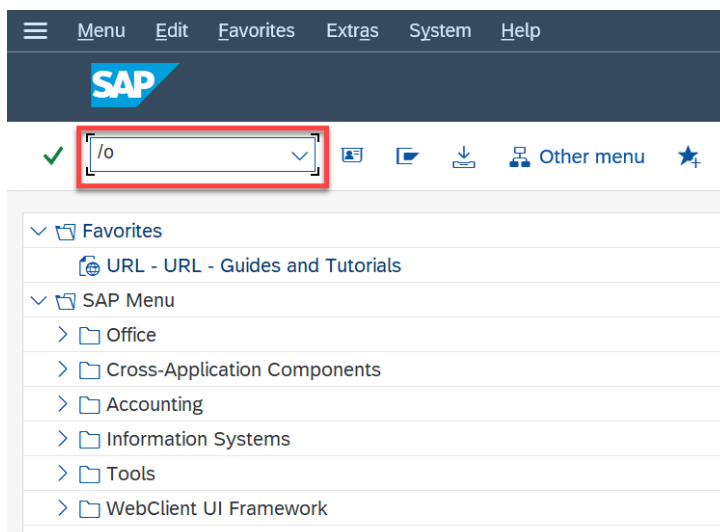 Menu Edit Favorites Extras System Help
SAP
/o Other menu
Favorites
URL - URL - Guides and Tutorials
SAP Menu
Office
Cross-Application Components
Accounting
Information Systems
Tools
WebClient UI Framework